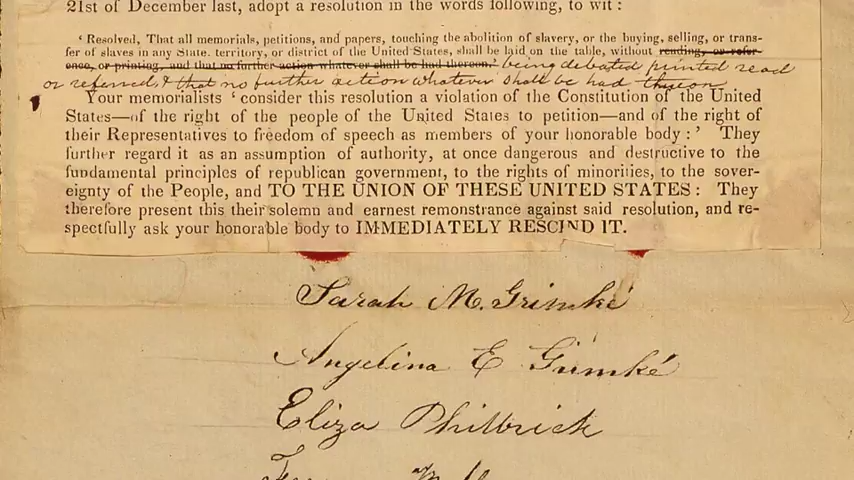 21st of December last, adopt a resolution in the words following, to wit :
‘ Resolved, That all memorials, petitions, and papers, touching the abolition of slavery, or the buying, selling, or trans-
fer of slaves in any State. territory, or district of the United States, shall be laid on the table, without reading, or refer-
ence, or printing, and that no further action whatever shall be had thereon.’ being debated printed read
or referred, & that no further action whatever shall be had thereon
Your memorialists ‘ consider this resolution a violation of the Constitution of the United
States—of the right of the people of the United States to petition—and of the right of
their Representatives to freedom of speech as members of your honorable body : ’ They
further regard it as an assumption of authority, at once dangerous and destructive to the
fundamental principles of republican government, to the rights of minorities, to the sover-
eignty of the People, and TO THE UNION OF THESE UNITED STATES : They
therefore present this their solemn and earnest remonstrance against said resolution, and re-
spectfully ask your honorable body to IMMEDIATELY RESCIND IT.
Sarah M. Grimké
Angelina E Grimké
Eliza Philbrick